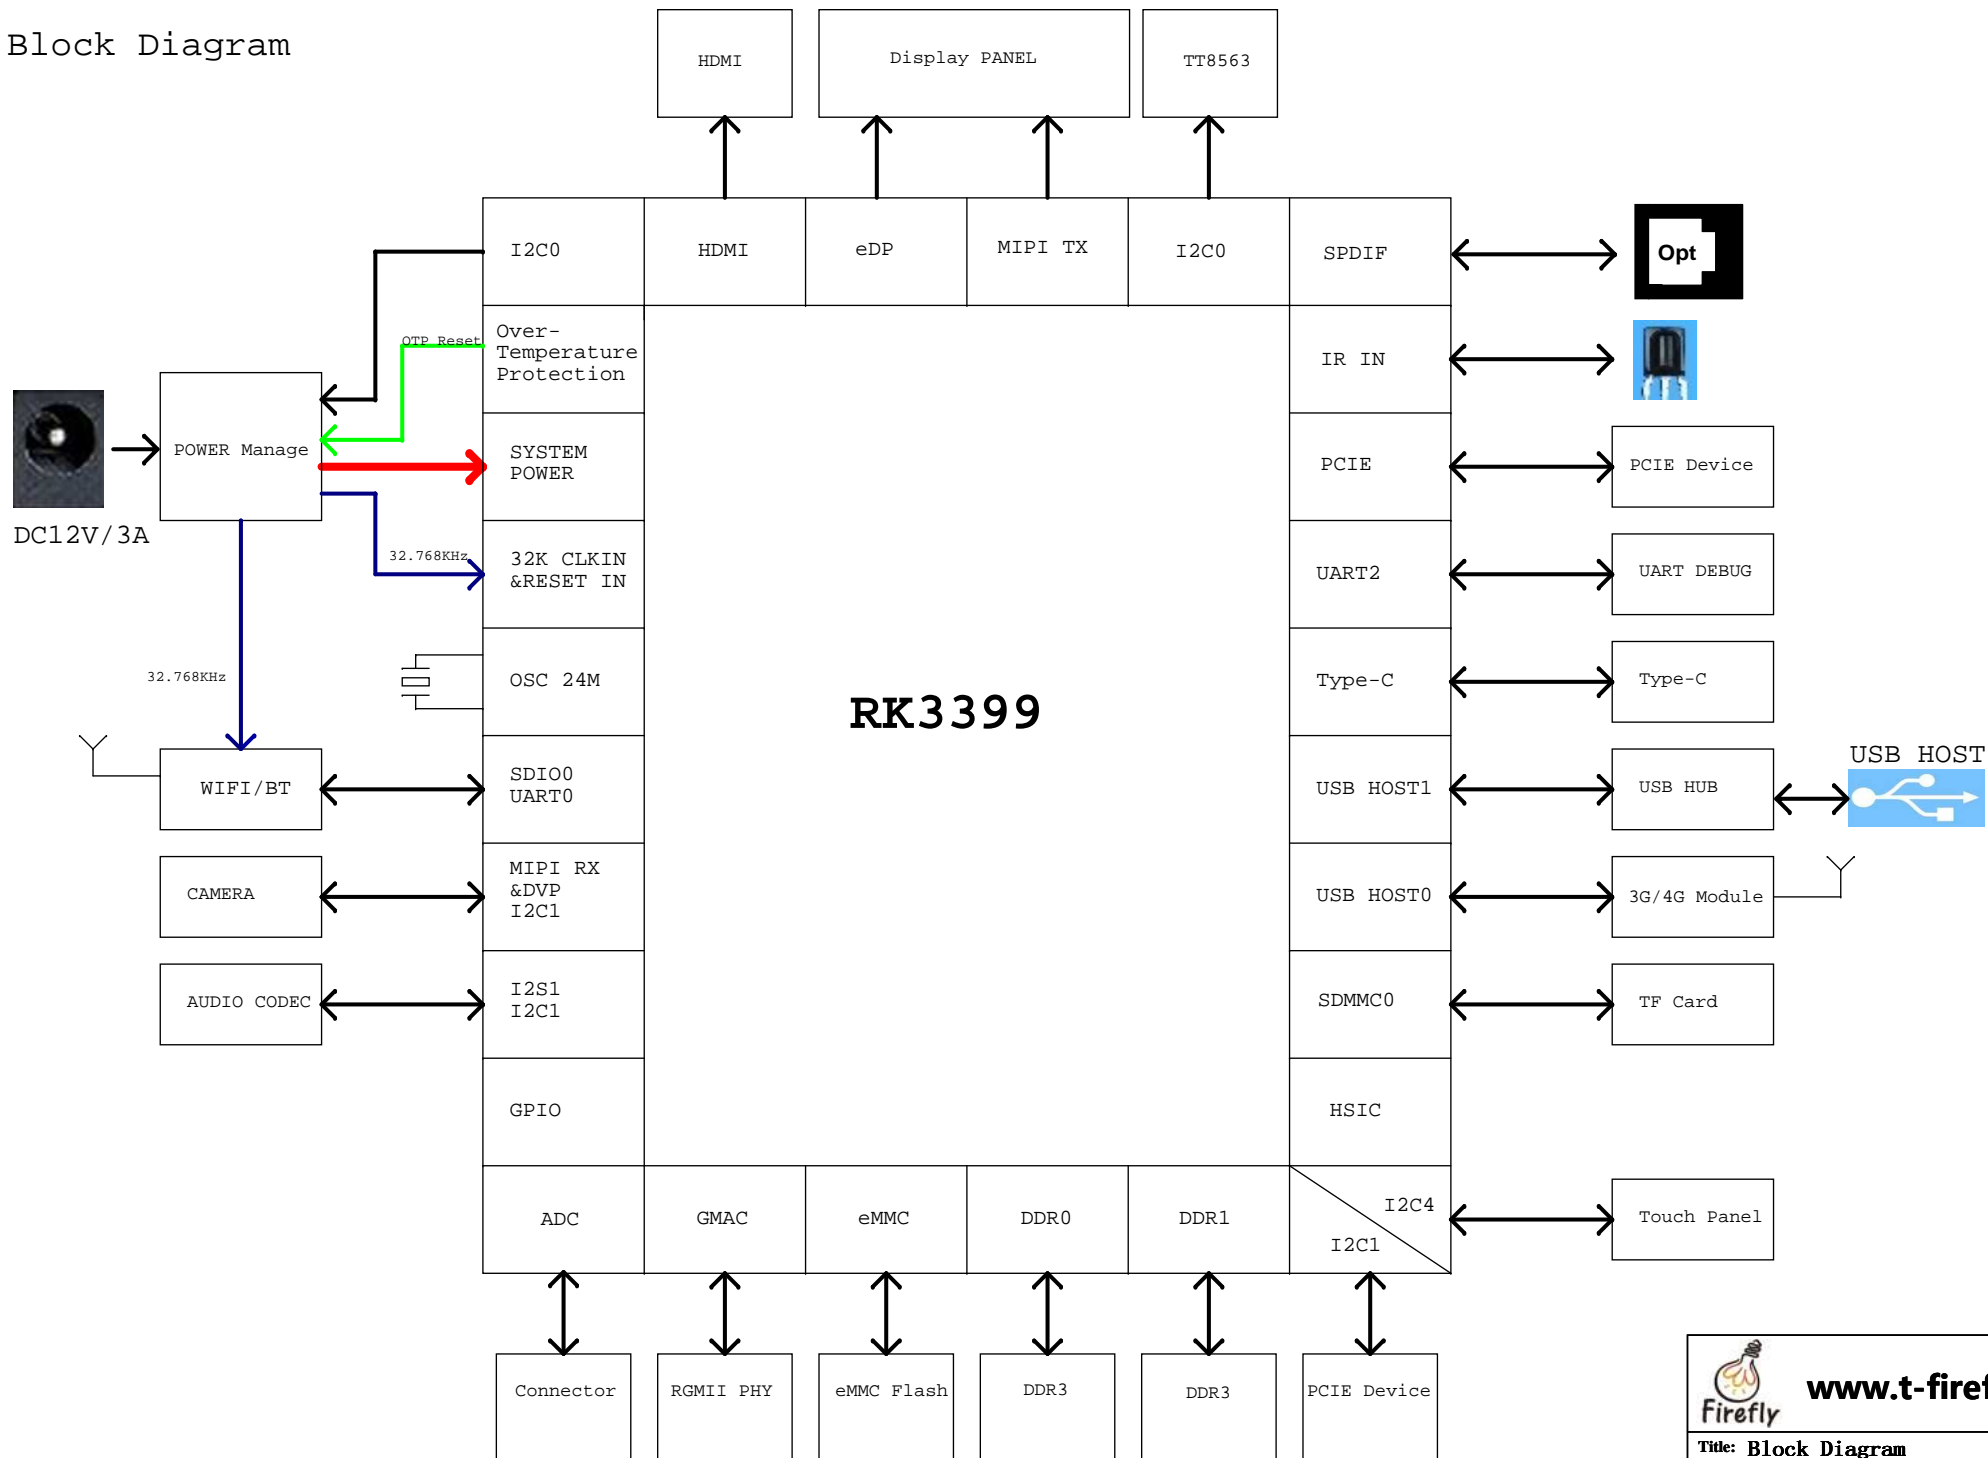 Block Diagram
HDMI
Display PANEL
TT8563
I2C0
HDMI
eDP
MIPI TX
I2C0
SPDIF
Opt
OTP Reset
Over-
Temperature
Protection
IR IN
POWER Manage
SYSTEM
POWER
PCIE
PCIE Device
DC12V/3A
32.768KHz
32K CLKIN
&RESET IN
UART2
UART DEBUG
32.768KHz
OSC 24M
RK3399
Type-C
Type-C
WIFI/BT
SDIO0
UART0
USB HOST1
USB HUB
USB HOST
CAMERA
MIPI RX
&DVP
I2C1
USB HOST0
3G/4G Module
AUDIO CODEC
I2S1
I2C1
SDMMC0
TF Card
GPIO
HSIC
ADC
GMAC
eMMC
DDR0
DDR1
I2C4
I2C1
Touch Panel
Connector
RGMII PHY
eMMC Flash
DDR3
DDR3
PCIE Device
Firefly
www.t-firef
Title: Block Diagram